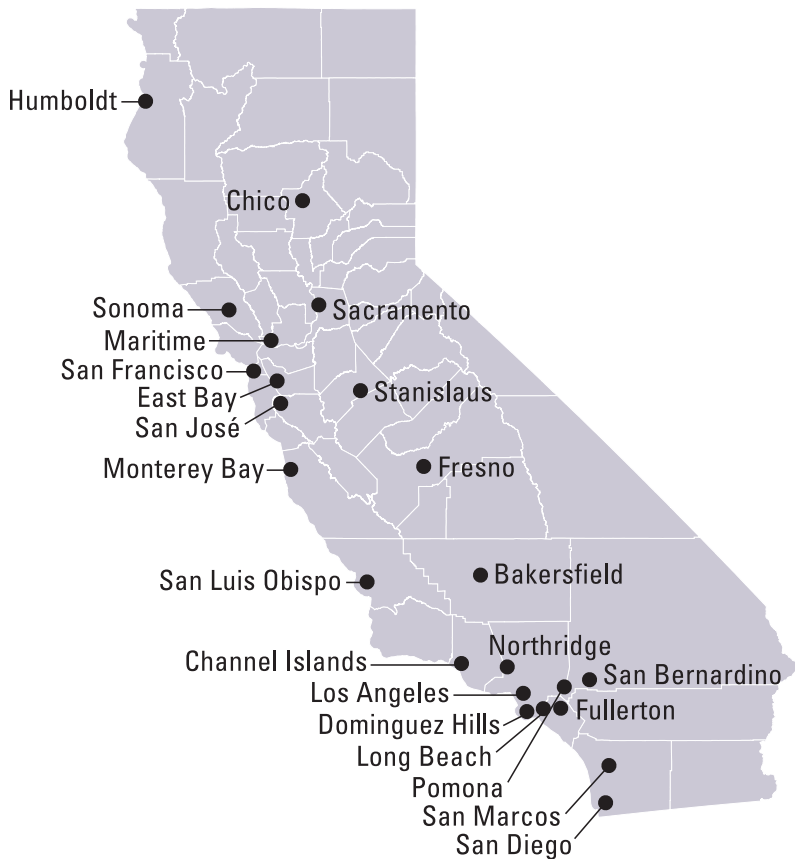 Humboldt
Chico
Sonoma
Sacramento
Maritime
San Francisco
East Bay
Stanislaus
San José
Monterey Bay
Fresno
San Luis Obispo
Bakersfield
Northridge
Channel Islands
San Bernardino
Los Angeles
Fullerton
Dominguez Hills
Long Beach
Pomona
San Marcos
San Diego